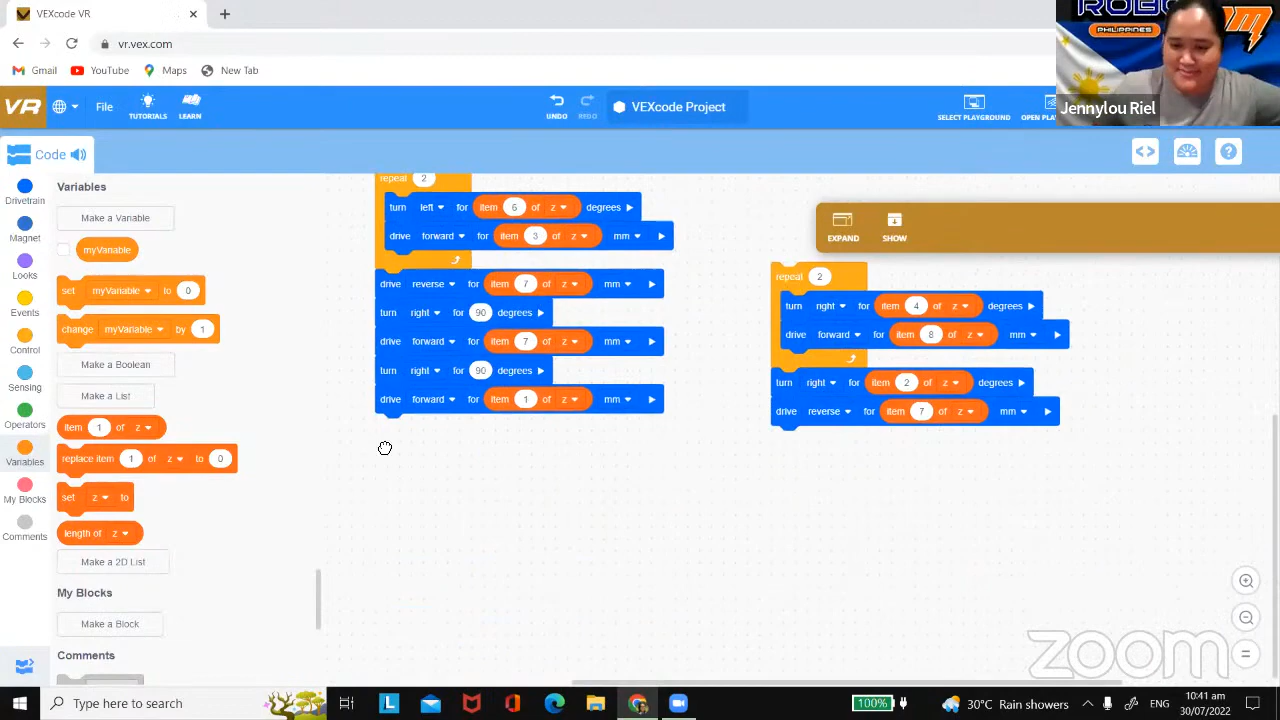 VEXcode VR
vr.vex.com
Gmail YouTube Maps New Tab
VR File TUTORIALS LEARN UNDO REDO VEXcode Project SELECT PLAYGROUND
PHILIPPINES
Jennylou Riel
Code
Drivetrain
Magnet
Looks
Events
Control
Sensing
Operators
Variables
My Blocks
Comments
Variables
Make a Variable
myVariable
set myVariable to 0
change myVariable by 1
Make a Boolean
Make a List
item 1 of z
replace item 1 of z to 0
set z to
length of z
Make a 2D List
My Blocks
Make a Block
Comments
repeat 2
turn left for item 6 of z degrees
drive forward for item 3 of z mm
drive reverse for item 7 of z mm
turn right for 90 degrees
drive forward for item 7 of z mm
turn right for 90 degrees
drive forward for item 1 of z mm
EXPAND SHOW
repeat 2
turn right for item 4 of z degrees
drive forward for item 8 of z mm
turn right for item 2 of z degrees
drive reverse for item 7 of z mm
zoom
Type here to search
100%
30°C Rain showers
ENG
10:41 am
30/07/2022